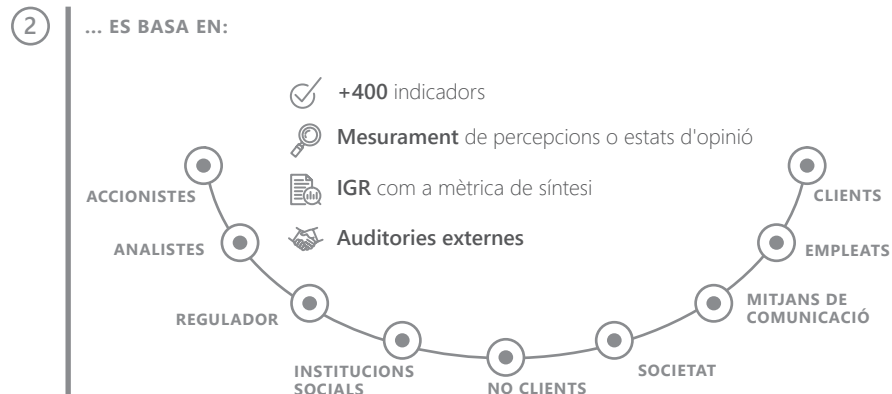 2
... ES BASA EN:
+400 indicadors
Mesurament de percepcions o estats d'opinió
IGR com a mètrica de síntesi
Auditories externes
ACCIONISTES
ANALISTES
REGULADOR
INSTITUCIONS
SOCIALS
NO CLIENTS
SOCIETAT
MITJANS DE
COMUNICACIÓ
EMPLEATS
CLIENTS